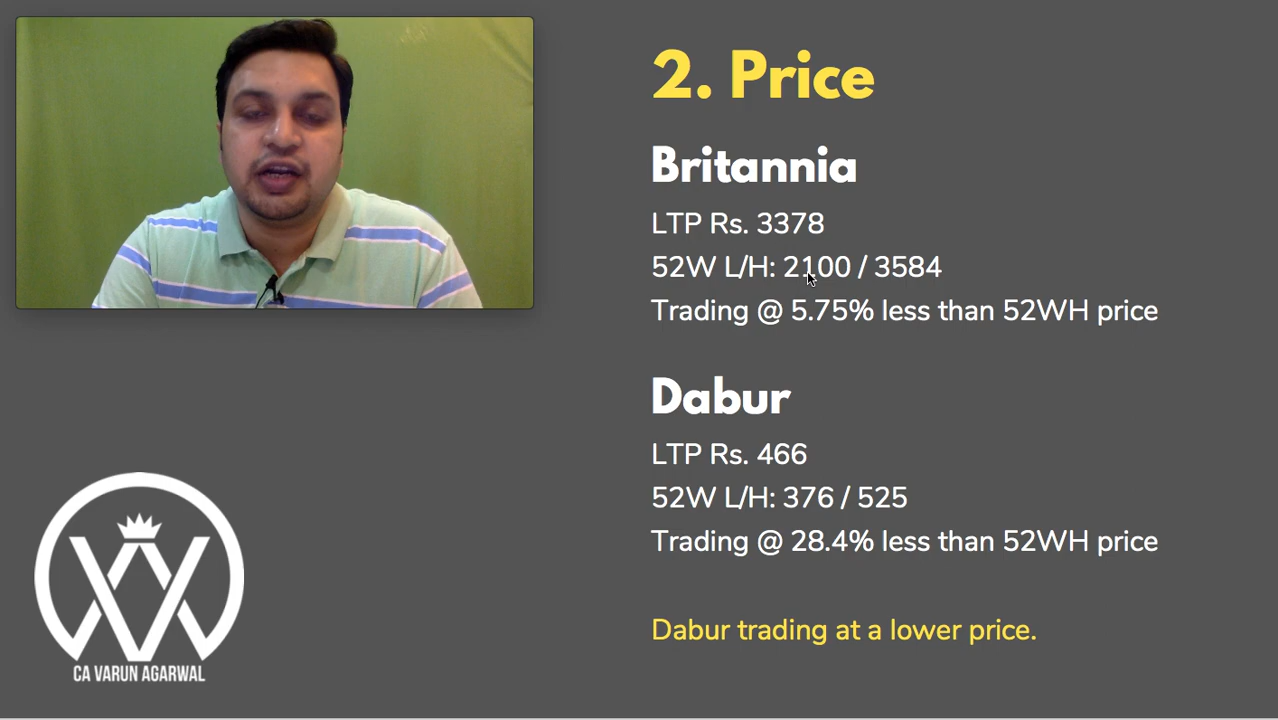 2. Price
Britannia
LTP Rs. 3378
52W L/H: 2100 / 3584
Trading @ 5.75% less than 52WH price
Dabur
LTP Rs. 466
52W L/H: 376 / 525
Trading @ 28.4% less than 52WH price
Dabur trading at a lower price.
CA VARUN AGARWAL